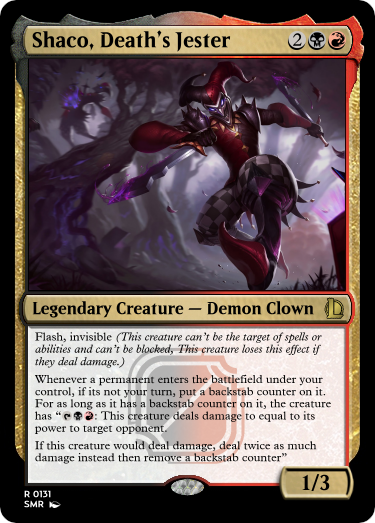 Shaco, Death's Jester 2
Legendary Creature — Demon Clown
Flash, invisible (This creature can't be the target of spells or
abilities and can't be blocked, This creature loses this effect if
they deal damage.)
Whenever a permanent enters the battlefield under your
control, if its not your turn, put a backstab counter on it.
For as long as it has a backstab counter on it, the creature
has “ : This creature deals damage to equal to its
power to target opponent.
If this creature would deal damage, deal twice as much
damage instead then remove a backstab counter”
1/3
R 0131
SMR